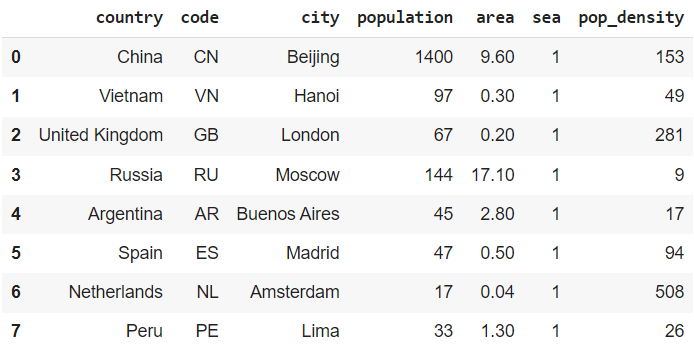 country code city population area sea pop_density
0 China CN Beijing 1400 9.60 1 153
1 Vietnam VN Hanoi 97 0.30 1 49
2 United Kingdom GB London 67 0.20 1 281
3 Russia RU Moscow 144 17.10 1 9
4 Argentina AR Buenos Aires 45 2.80 1 17
5 Spain ES Madrid 47 0.50 1 94
6 Netherlands NL Amsterdam 17 0.04 1 508
7 Peru PE Lima 33 1.30 1 26